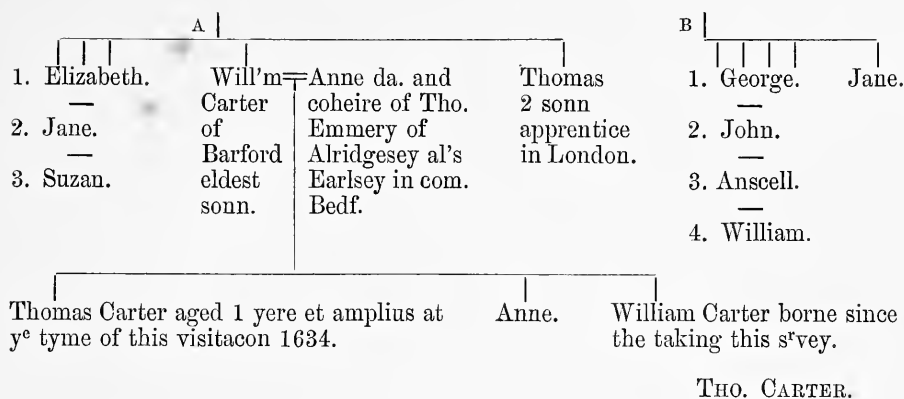 A
B
1. Elizabeth.
2. Jane.
3. Suzan.
Will'm
Carter
of
Barford
eldest
sonn.
Anne da. and
coheire of Tho.
Emmery of
Alridgesey al's
Earlsey in com.
Bedf.
Thomas
2 sonn
apprentice
in London.
1. George.
2. John.
3. Anscell.
4. William.
Jane.
Thomas Carter aged 1 yere et amplius at
yᵉ tyme of this visitacon 1634.
Anne.
William Carter borne since
the taking this sʳvey.
THO. CARTER.